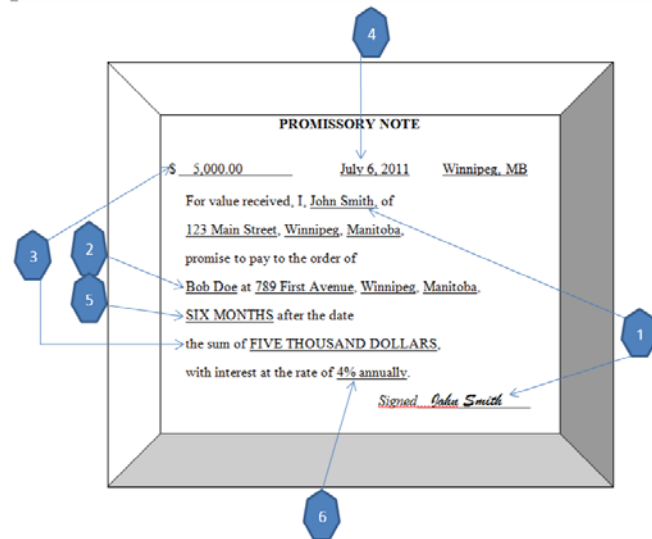 4
PROMISSORY NOTE
$ 5,000.00 July 6, 2011 Winnipeg, MB
For value received, I, John Smith, of
123 Main Street, Winnipeg, Manitoba,
3
2
promise to pay to the order of
Bob Doe at 789 First Avenue, Winnipeg, Manitoba,
5
SIX MONTHS after the date
1
the sum of FIVE THOUSAND DOLLARS,
with interest at the rate of 4% annually.
Signed John Smith
6